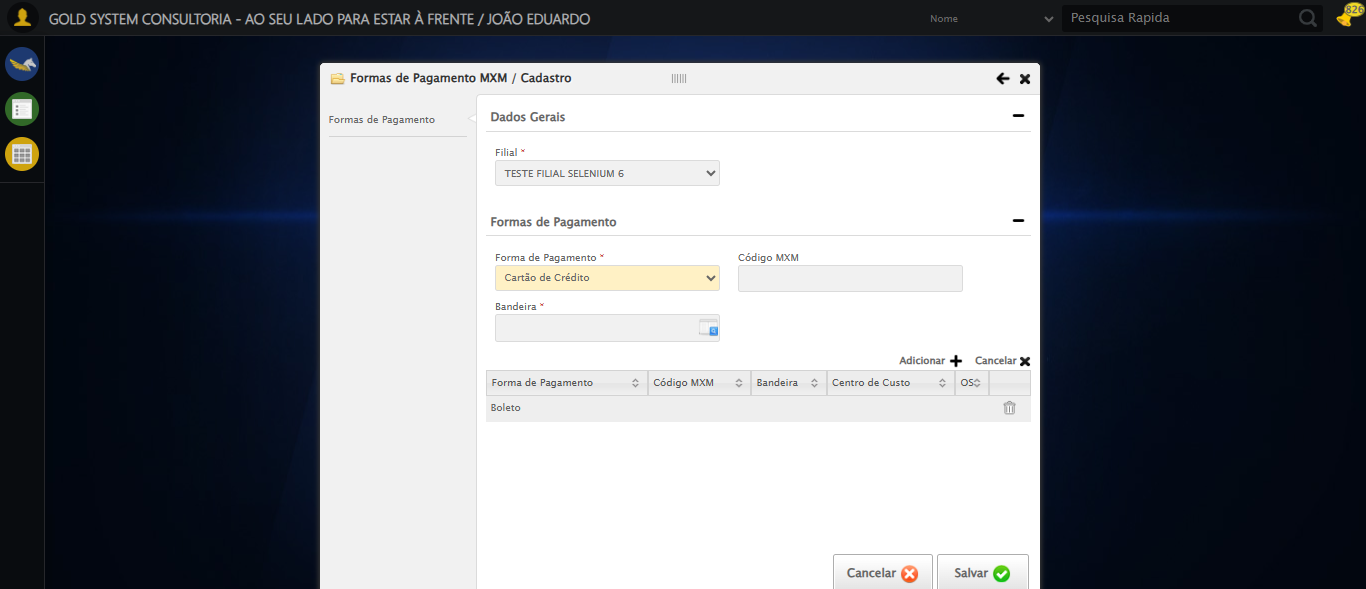 GOLD SYSTEM CONSULTORIA - AO SEU LADO PARA ESTAR À FRENTE / JOÃO EDUARDO
Nome
Pesquisa Rapida
826
Formas de Pagamento MXM / Cadastro
Formas de Pagamento
Dados Gerais
Filial *
TESTE FILIAL SELENIUM 6
Formas de Pagamento
Forma de Pagamento * Código MXM
Cartão de Crédito
Bandeira *
Adicionar Cancelar
Forma de Pagamento Código MXM Bandeira Centro de Custo OS
Boleto
Cancelar Salvar